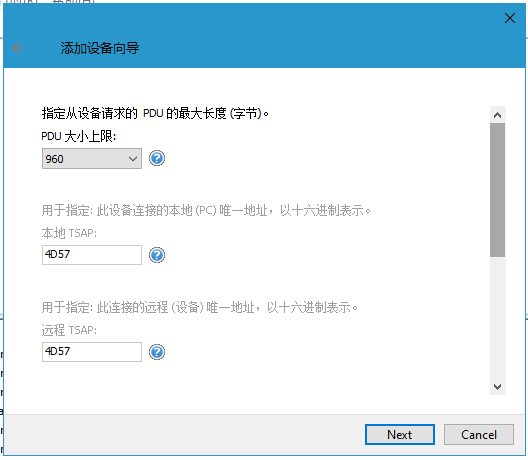 添加设备向导
指定从设备请求的 PDU 的最大长度(字节)。
PDU 大小上限:
960
用于指定: 此设备连接的本地(PC)唯一地址，以十六进制表示。
本地 TSAP:
4D57
用于指定: 此连接的远程(设备)唯一地址，以十六进制表示。
远程 TSAP:
4D57
Next
Cancel